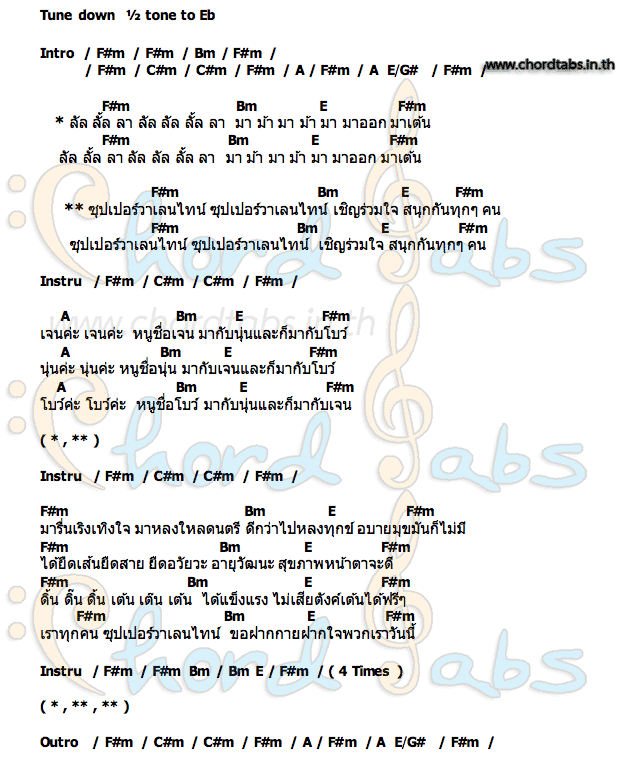 Tune down ½ tone to Eb
Intro / F#m / F#m / Bm / F#m /
/ F#m / C#m / C#m / F#m / A / F#m / A E/G# / F#m /
www.chordtabs.in.th
F#m Bm E F#m
* ลัล ลั้ล ลา ลัล ลัล ลั้ล ลา มา ม้า มา ม้า มา มาออก มาเต้น
F#m Bm E F#m
ลัล ลั้ล ลา ลัล ลัล ลั้ล ลา มา ม้า มา ม้า มา มาออก มาเต้น
F#m Bm E F#m
** ซุปเปอร์วาเลนไทน์ ซุปเปอร์วาเลนไทน์ เชิญร่วมใจ สนุกกันทุกๆ คน
F#m Bm E F#m
ซุปเปอร์วาเลนไทน์ ซุปเปอร์วาเลนไทน์ เชิญร่วมใจ สนุกกันทุกๆ คน
Instru / F#m / C#m / C#m / F#m /
A Bm E F#m
www.chordtabs.in.th
เจนค่ะ เจนค่ะ หนูชื่อเจน มากับนุ่นและก็มากับโบว์
A Bm E F#m
นุ่นค่ะ นุ่นค่ะ หนูชื่อนุ่น มากับเจนและก็มากับโบว์
A Bm E F#m
โบว์ค่ะ โบว์ค่ะ หนูชื่อโบว์ มากับนุ่นและก็มากับเจน
( * , ** )
Chord Tabs
Instru / F#m / C#m / C#m / F#m /
F#m Bm E F#m
มารื่นเริงเทิงใจ มาหลงใหลดนตรี ดีกว่าไปหลงทุกข์ อบายมุขมันก็ไม่มี
F#m Bm E F#m
ได้ยืดเส้นยืดสาย ยืดอวัยวะ อายุวัฒนะ สุขภาพหน้าตาจะดี
F#m Bm E F#m
ดิ้น ดิ๊น ดิ้น เต้น เต๊น เต้น ได้แข็งแรง ไม่เสียตังค์เต้นได้ฟรีๆ
F#m Bm E F#m
เราทุกคน ซุปเปอร์วาเลนไทน์ ขอฝากกายฝากใจพวกเราวันนี้
Instru / F#m / F#m Bm / Bm E / F#m / ( 4 Times )
( * , ** , ** )
Outro / F#m / C#m / C#m / F#m / A / F#m / A E/G# / F#m /